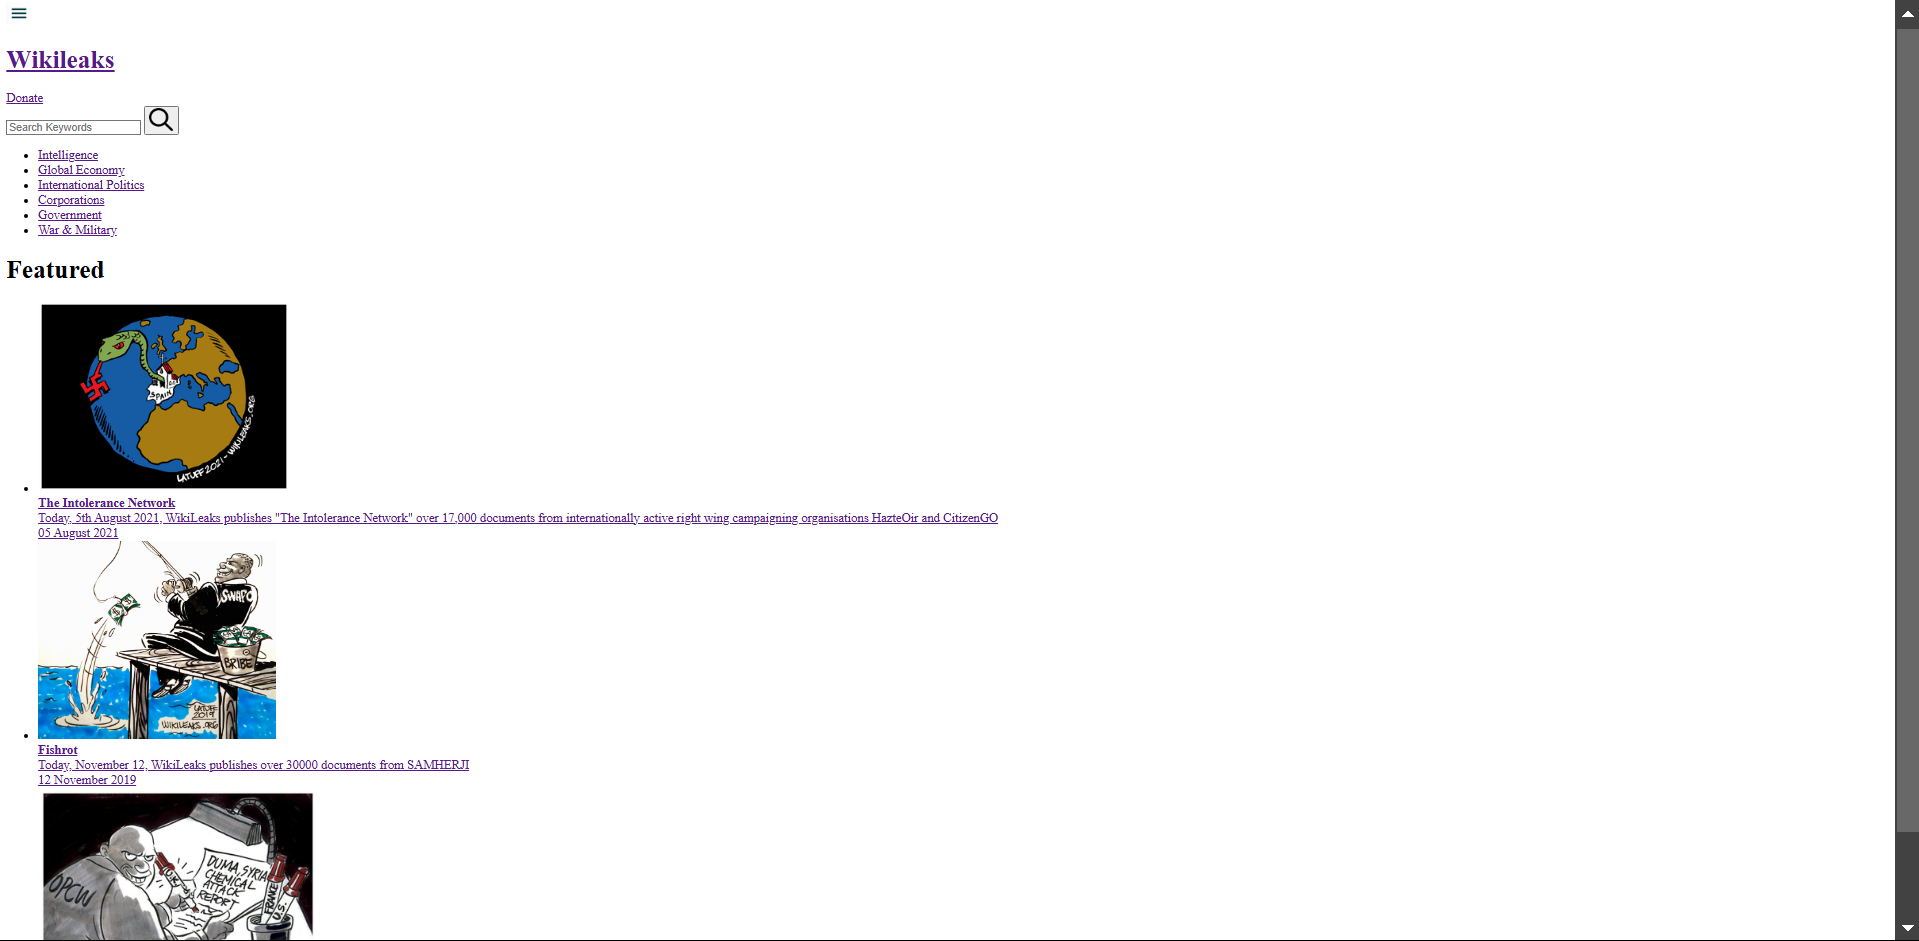 Wikileaks
Donate
Search Keywords
Intelligence
Global Economy
International Politics
Corporations
Government
War & Military
Featured
SPAIN
LATUFF 2021 - WIKILEAKS.ORG
The Intolerance Network
Today, 5th August 2021, WikiLeaks publishes "The Intolerance Network" over 17,000 documents from internationally active right wing campaigning organisations HazteOir and CitizenGO
05 August 2021
SWAPO
BRIBE
LATUFF
2019
WIKILEAKS.ORG
Fishrot
Today, November 12, WikiLeaks publishes over 30000 documents from SAMHERJI
12 November 2019
DUMA, SYRIA
CHEMICAL
ATTACK
REPORT
OPCW
U.K.
FRANCE
U.S.